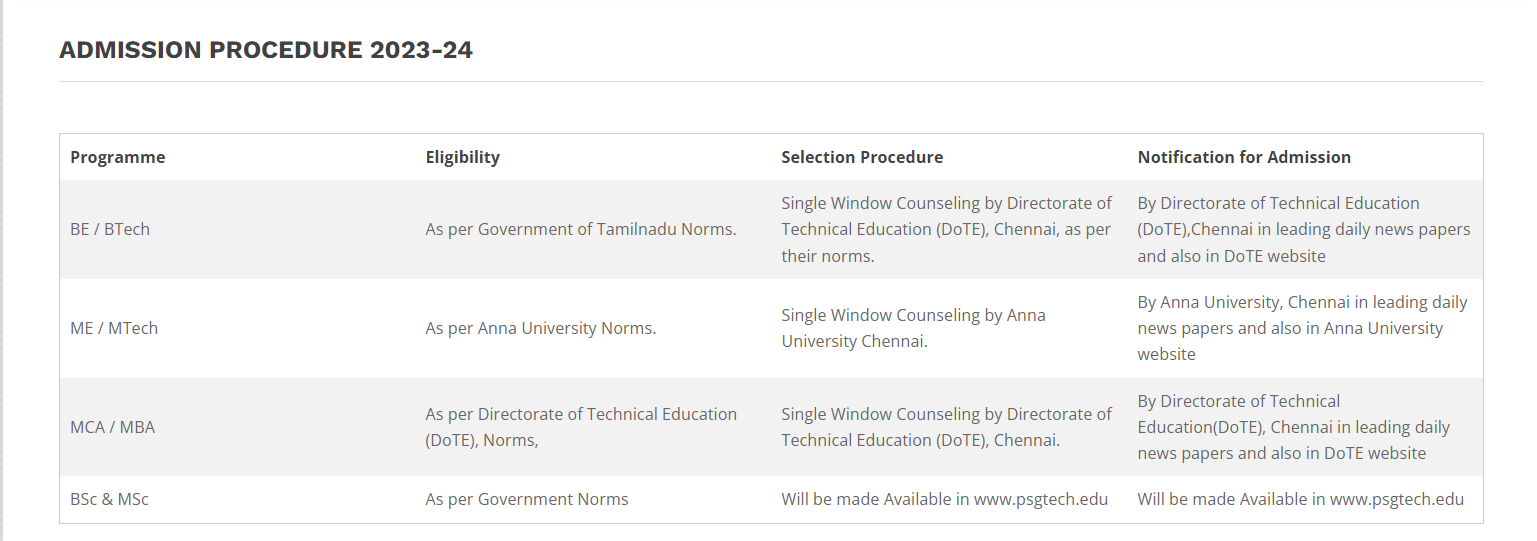 ADMISSION PROCEDURE 2023-24
Programme Eligibility Selection Procedure Notification for Admission
BE / BTech
As per Government of Tamilnadu Norms.
Single Window Counseling by Directorate of
Technical Education (DoTE), Chennai, as per
their norms.
By Directorate of Technical Education
(DoTE),Chennai in leading daily news papers
and also in DoTE website
ME / MTech
As per Anna University Norms.
Single Window Counseling by Anna
University Chennai.
By Anna University, Chennai in leading daily
news papers and also in Anna University
website
MCA / MBA
As per Directorate of Technical Education
(DoTE), Norms,
Single Window Counseling by Directorate of
Technical Education (DoTE), Chennai.
By Directorate of Technical
Education(DoTE), Chennai in leading daily
news papers and also in DoTE website
BSc & MSc
As per Government Norms
Will be made Available in www.psgtech.edu
Will be made Available in www.psgtech.edu